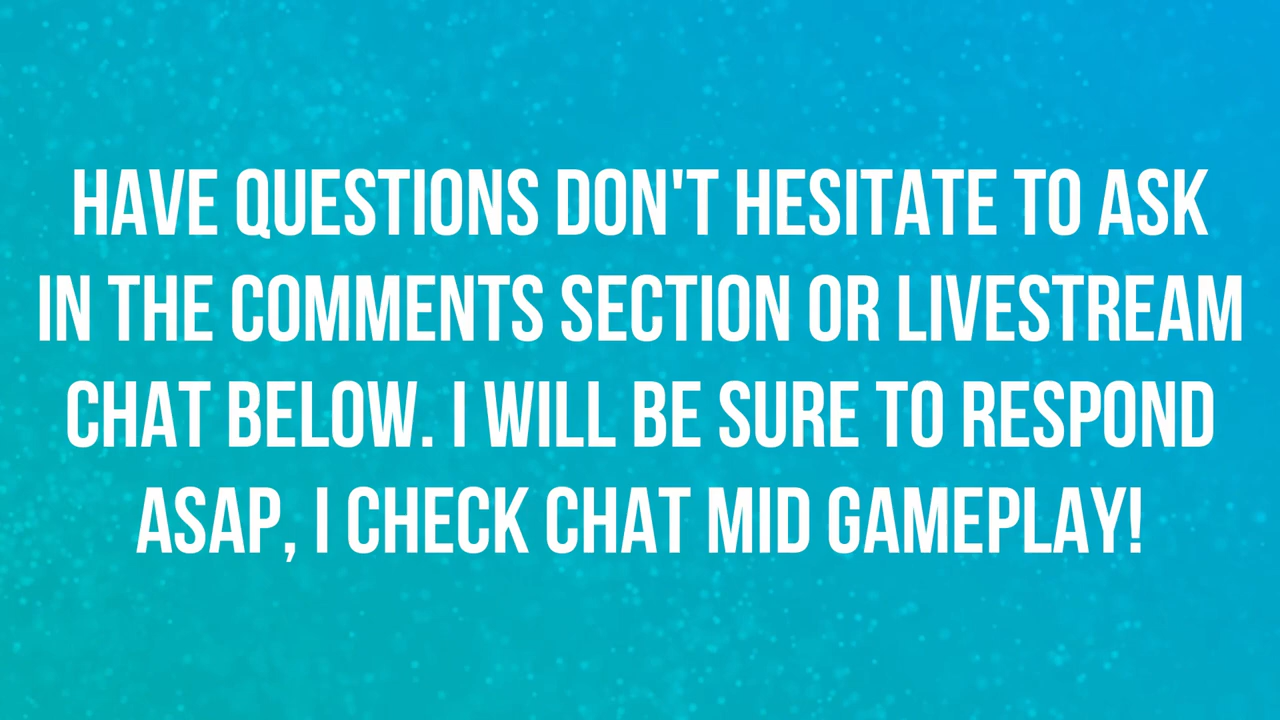 HAVE QUESTIONS DON'T HESITATE TO ASK
IN THE COMMENTS SECTION OR LIVESTREAM
CHAT BELOW. I WILL BE SURE TO RESPOND
ASAP, I CHECK CHAT MID GAMEPLAY!